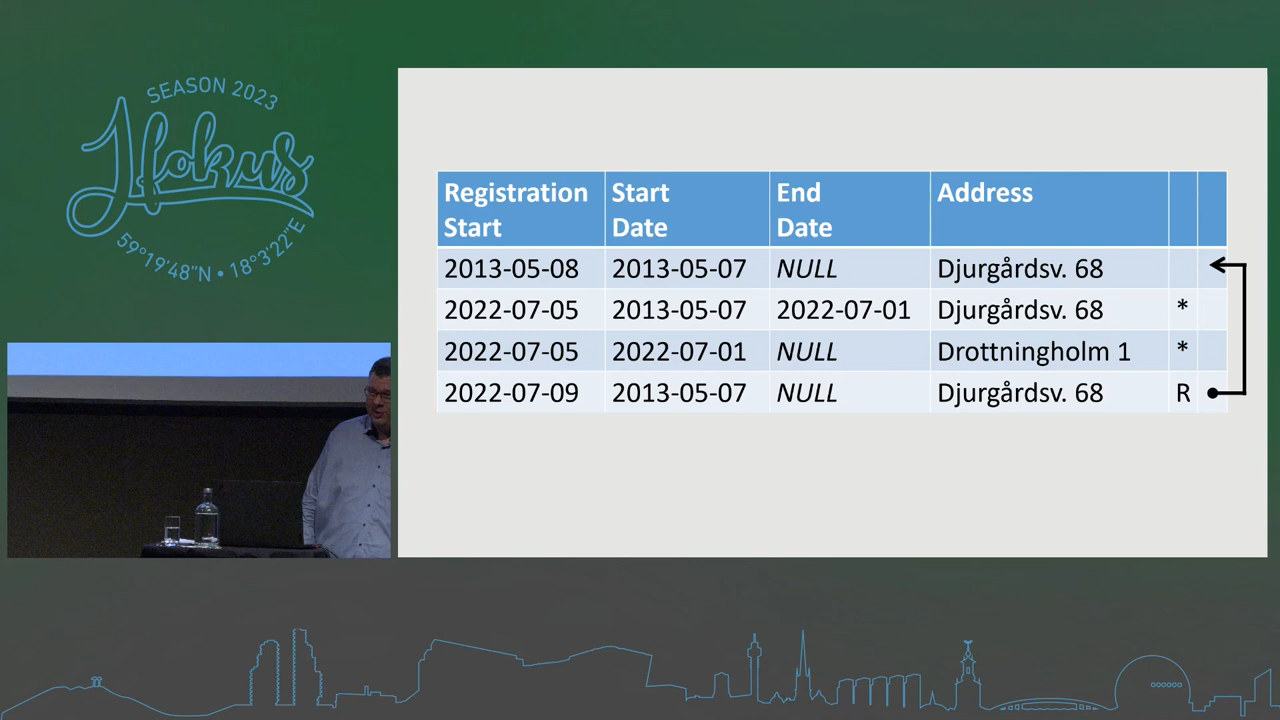 SEASON 2023
Jfokus
59°19'48"N • 18°3'22"E
Registration Start | Start Date | End Date | Address
2013-05-08 | 2013-05-07 | NULL | Djurgårdsv. 68
2022-07-05 | 2013-05-07 | 2022-07-01 | Djurgårdsv. 68 | *
2022-07-05 | 2022-07-01 | NULL | Drottningholm 1 | *
2022-07-09 | 2013-05-07 | NULL | Djurgårdsv. 68 | R